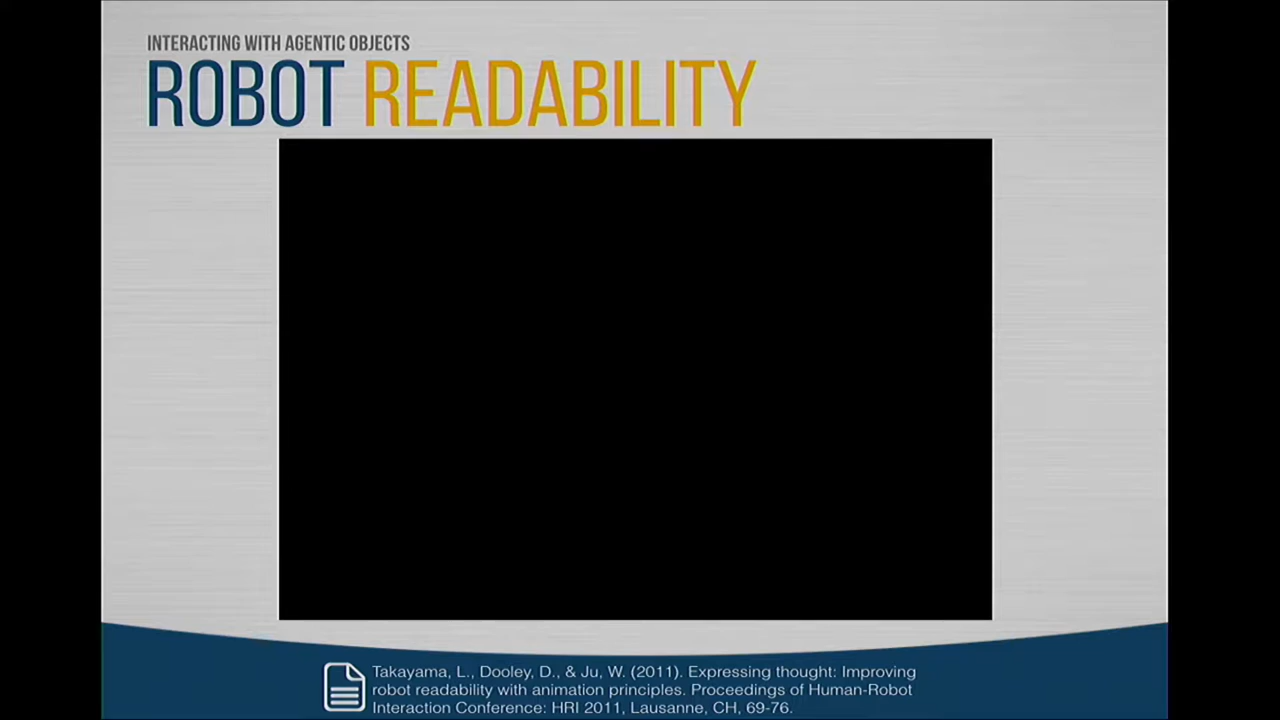 INTERACTING WITH AGENTIC OBJECTS
ROBOT READABILITY
Takayama, L., Dooley, D., & Ju, W. (2011). Expressing thought: Improving
robot readability with animation principles. Proceedings of Human-Robot
Interaction Conference: HRI 2011, Lausanne, CH, 69-76.